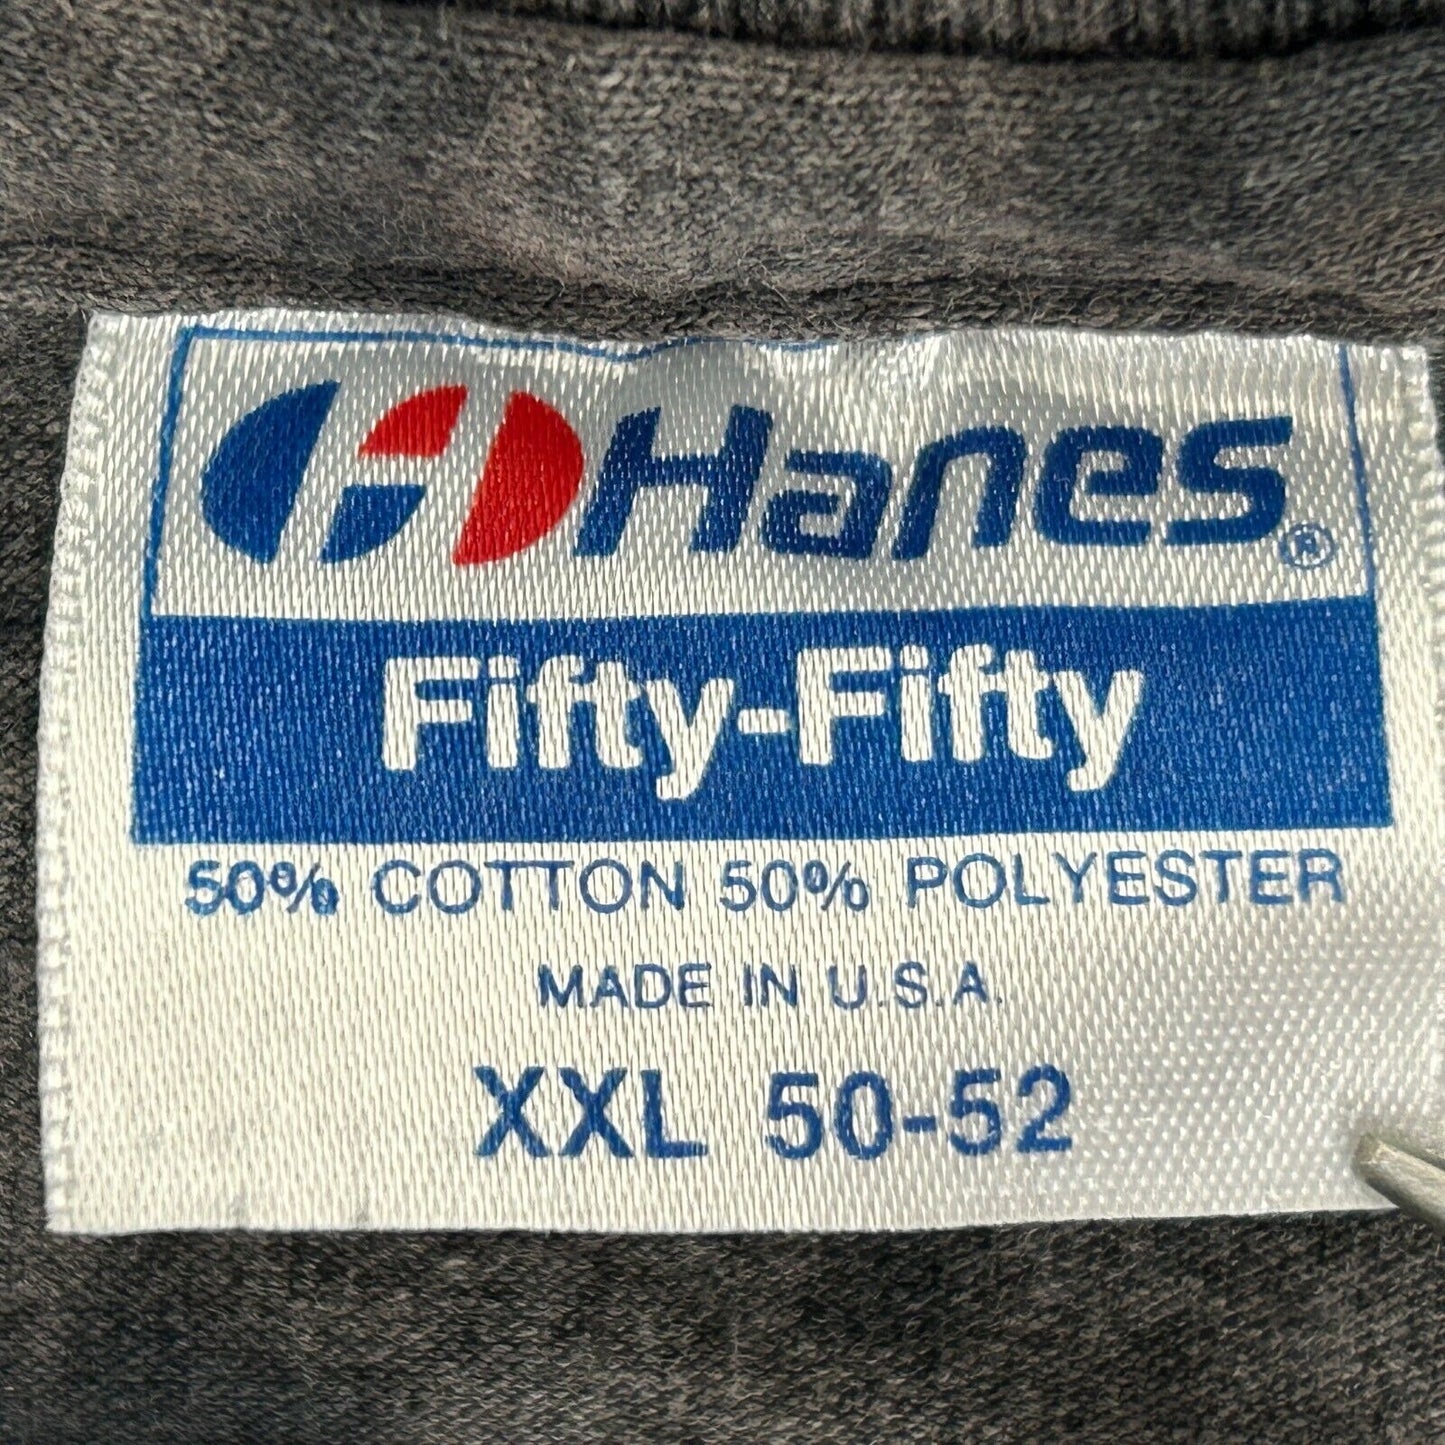 Hanes®
Fifty-Fifty
50% COTTON 50% POLYESTER
MADE IN U.S.A.
XXL 50-52